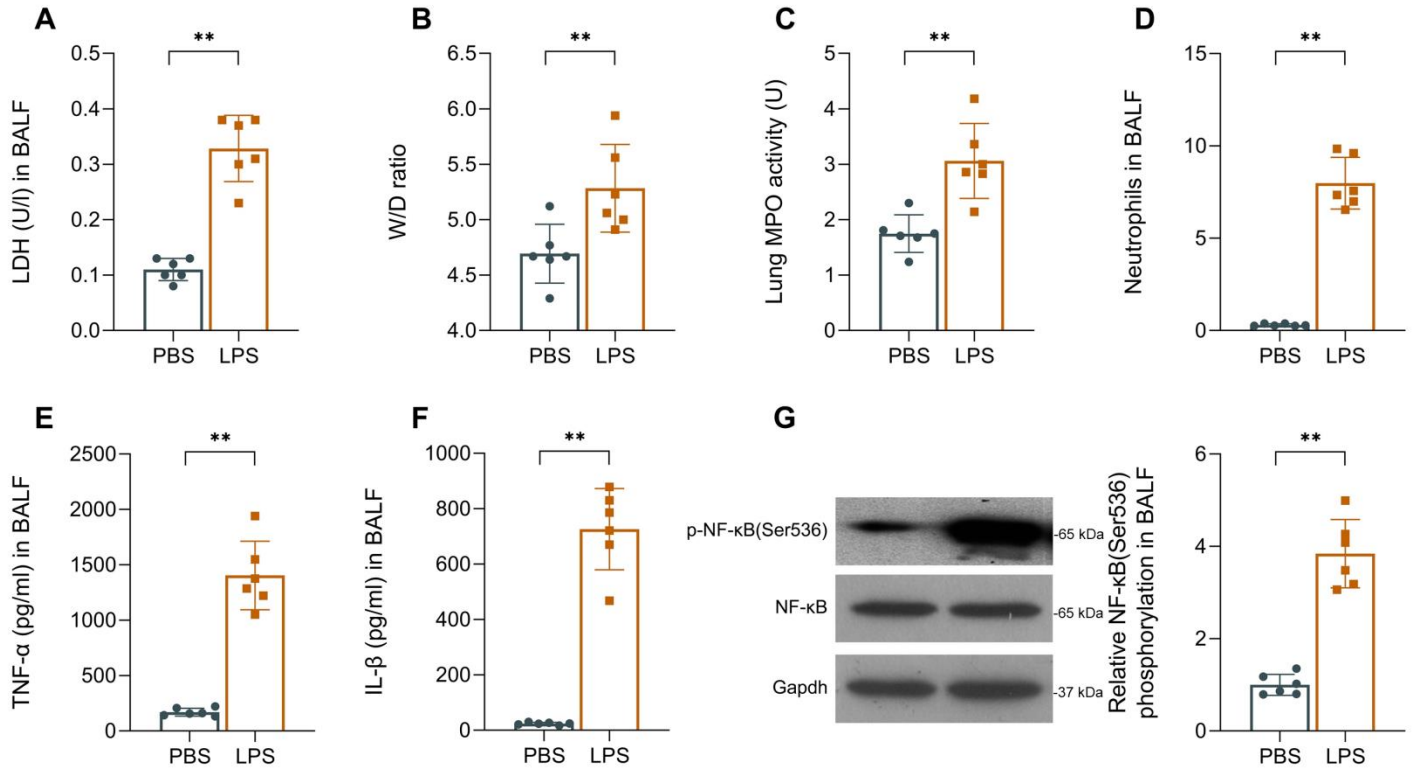 A
**
LDH (U/l) in BALF
0.5
0.4
0.3
0.2
0.1
0.0
PBS LPS
B
**
W/D ratio
6.5
6.0
5.5
5.0
4.5
4.0
PBS LPS
C
**
Lung MPO activity (U)
5
4
3
2
1
0
PBS LPS
D
**
Neutrophils in BALF
15
10
5
0
PBS LPS
E
**
TNF-α (pg/ml) in BALF
2500
2000
1500
1000
500
0
PBS LPS
F
**
IL-β (pg/ml) in BALF
1000
800
600
400
200
0
PBS LPS
G
p-NF-κB(Ser536)
-65 kDa
NF-κB
-65 kDa
Gapdh
-37 kDa
**
Relative NF-κB(Ser536)
phosphorylation in BALF
6
4
2
0
PBS LPS